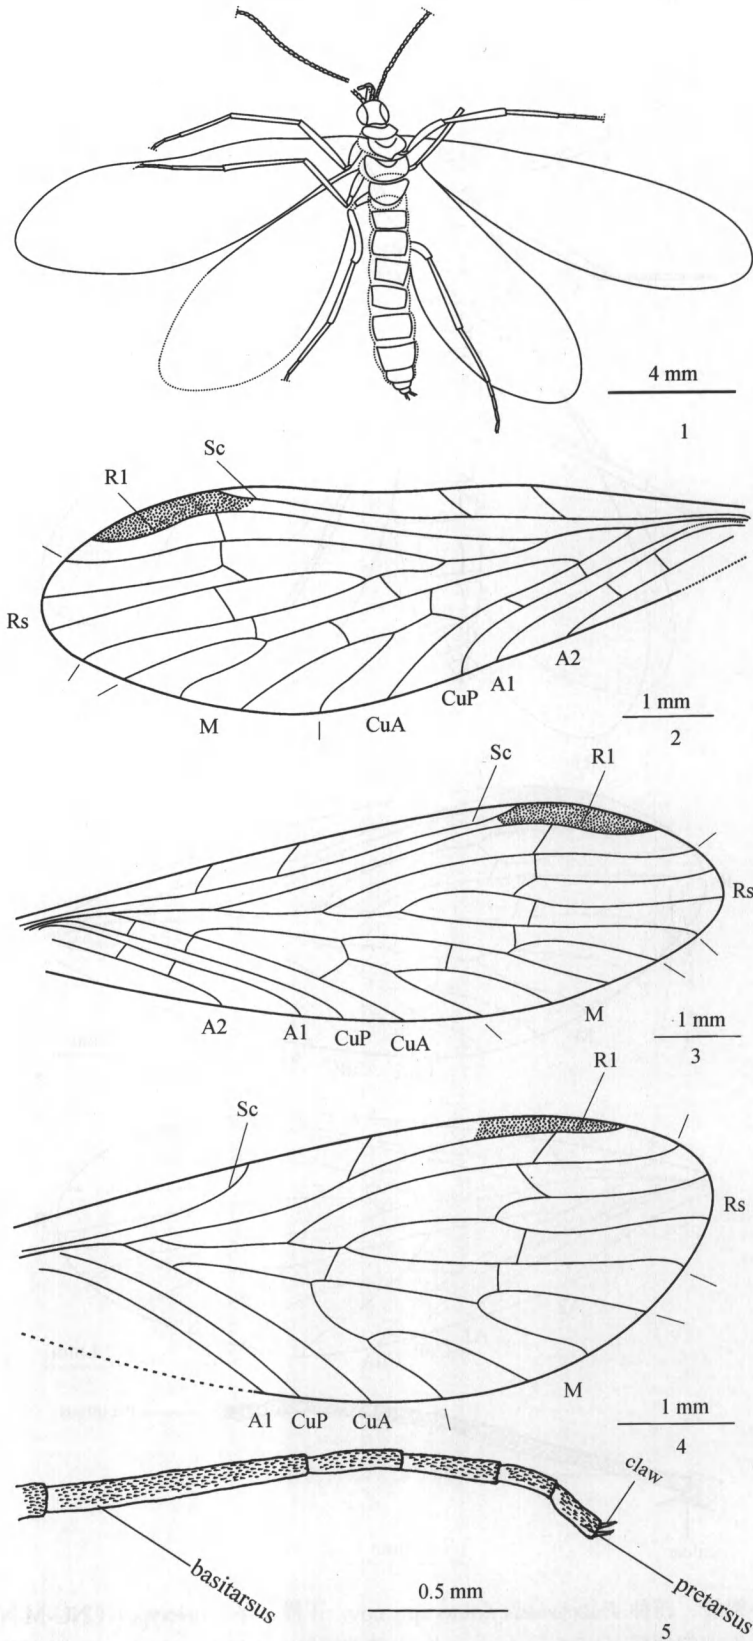 4 mm
1
Sc
R1
Rs
A2
A1
CuP
CuA
M
1 mm
2
Sc
R1
Rs
M
A2
A1
CuP
CuA
1 mm
3
R1
Sc
Rs
M
A1 CuP CuA
1 mm
4
claw
basitarsus
0.5 mm
pretarsus
5